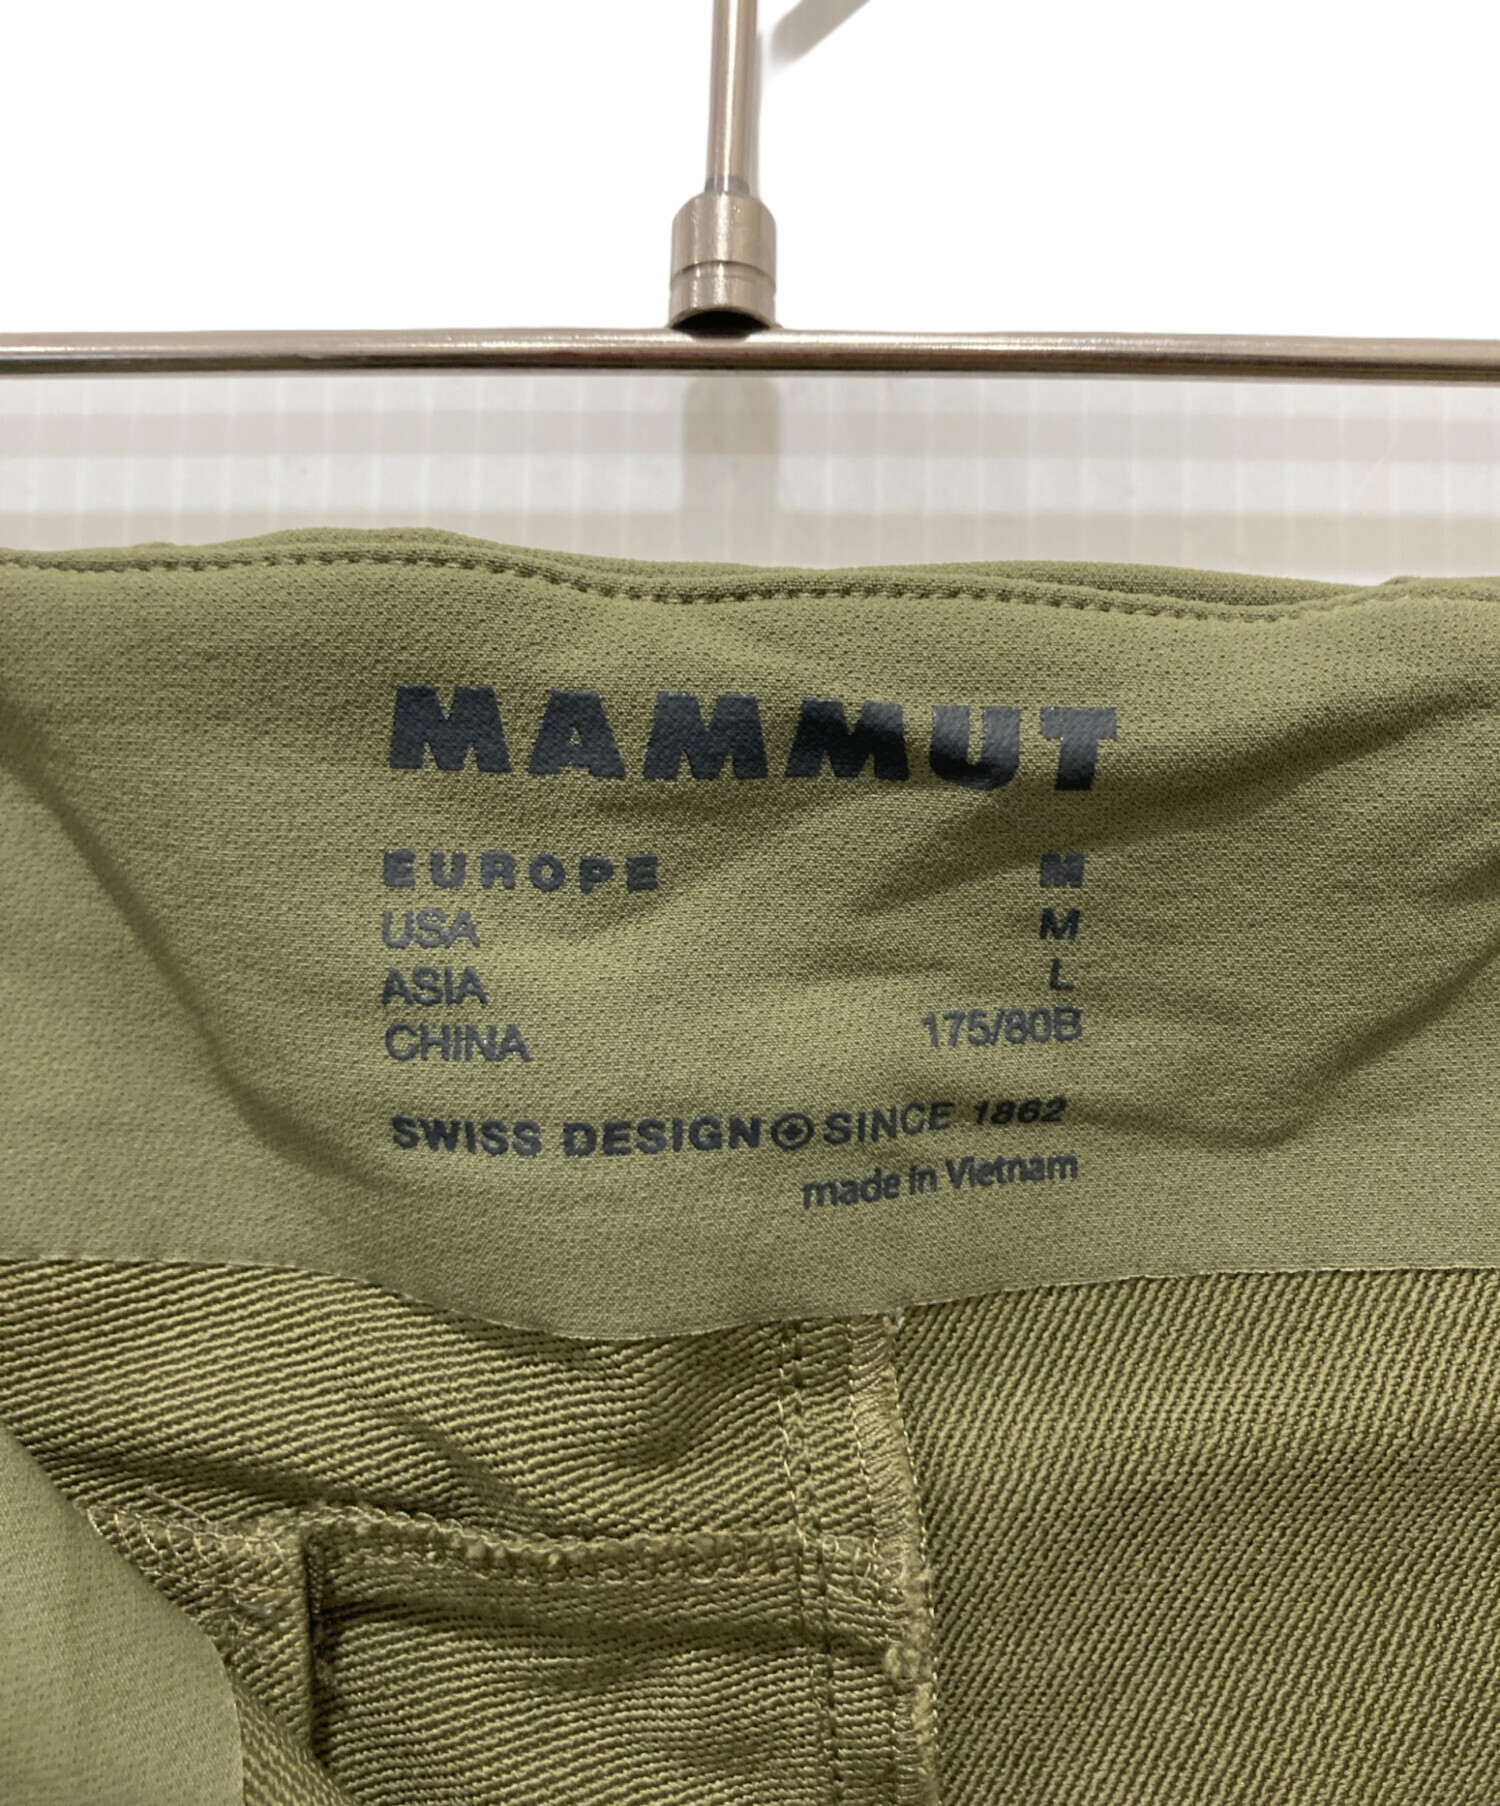 MAMMUT
EUROPE M
USA M
ASIA L
CHINA 175/80B
SWISS DESIGN SINCE 1862
made in Vietnam